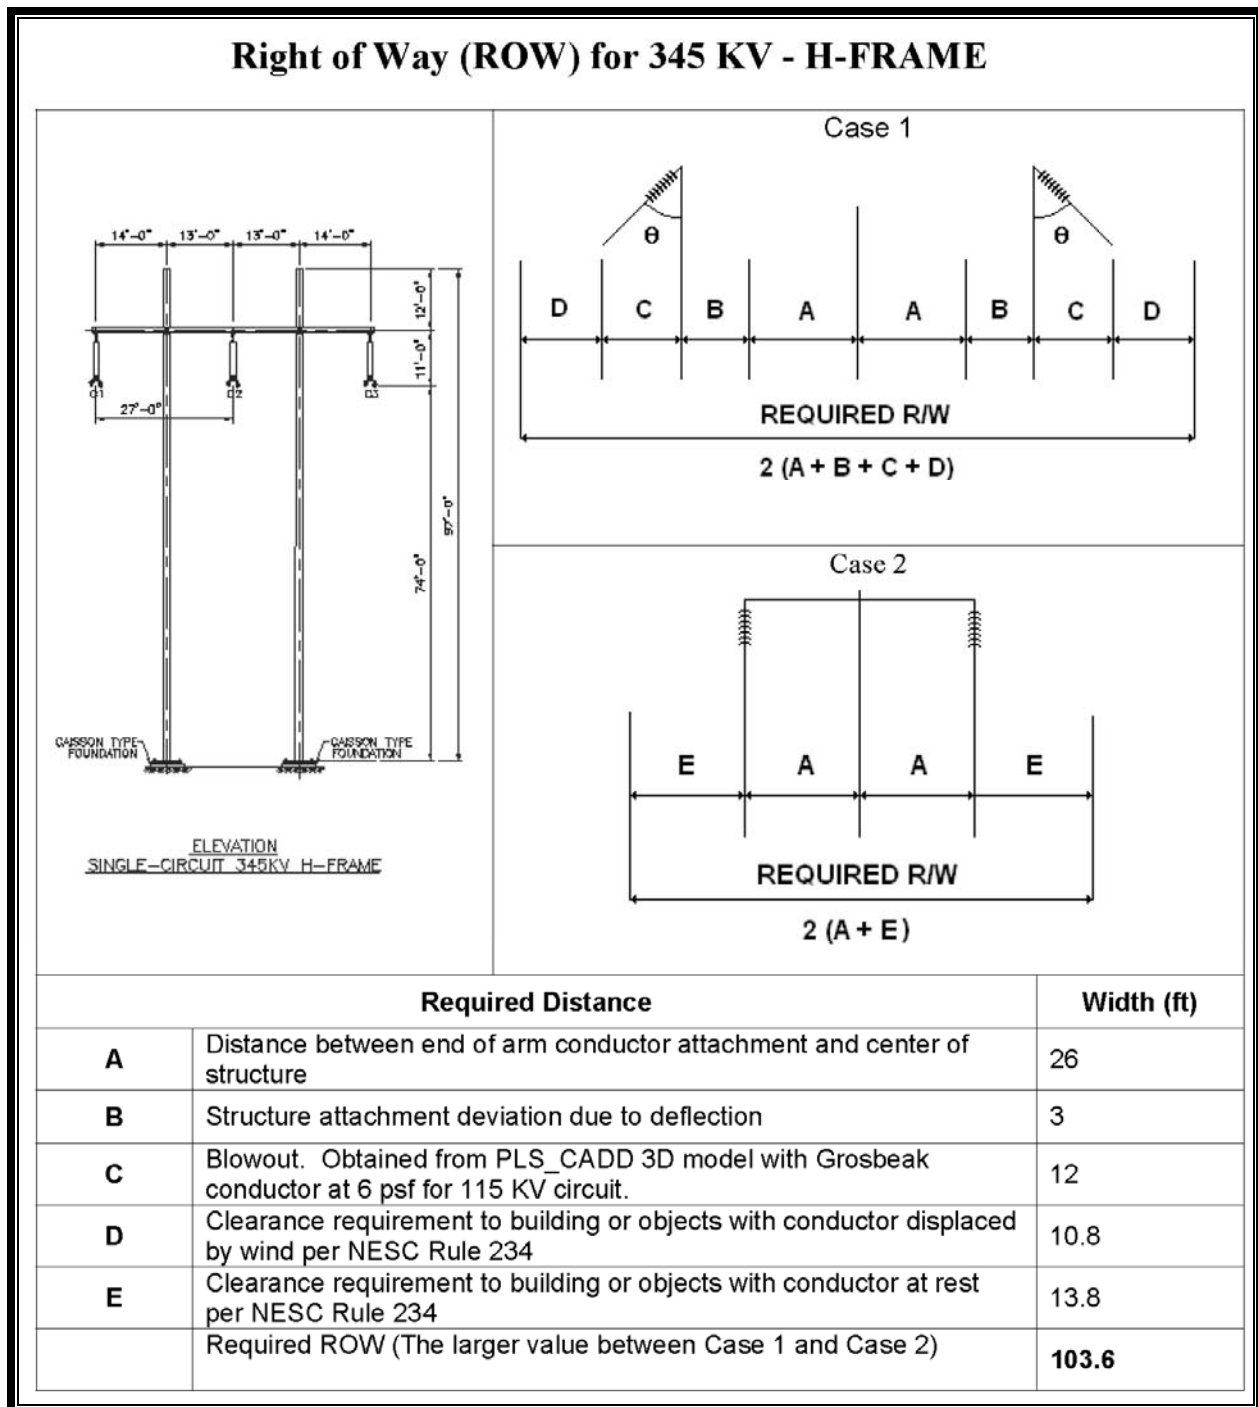 Right of Way (ROW) for 345 KV - H-FRAME
14'-0" 13'-0" 13'-0" 14'-0"
12'-0"
11'-0"
27'-0"
97'-0"
74'-0"
CAISSON TYPE
FOUNDATION
CAISSON TYPE
FOUNDATION
ELEVATION
SINGLE-CIRCUIT 345KV H-FRAME
Case 1
θ θ
D C B A A B C D
REQUIRED R/W
2 (A + B + C + D)
Case 2
E A A E
REQUIRED R/W
2 (A + E)
Required Distance Width (ft)
A Distance between end of arm conductor attachment and center of
structure 26
B Structure attachment deviation due to deflection 3
C Blowout. Obtained from PLS_CADD 3D model with Grosbeak
conductor at 6 psf for 115 KV circuit. 12
D Clearance requirement to building or objects with conductor displaced
by wind per NESC Rule 234 10.8
E Clearance requirement to building or objects with conductor at rest
per NESC Rule 234 13.8
Required ROW (The larger value between Case 1 and Case 2) 103.6